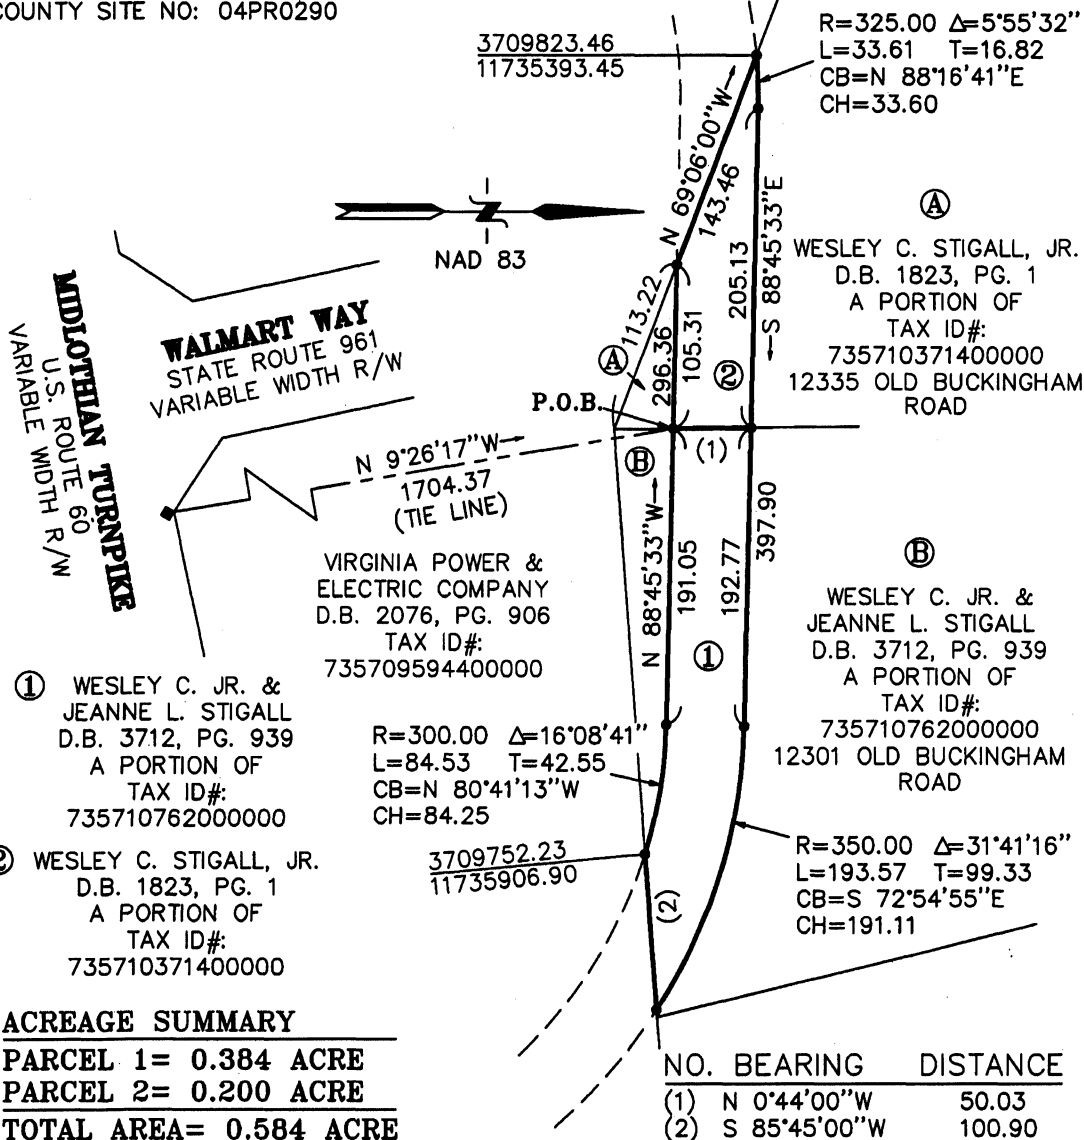 COUNTY SITE NO: 04PR0290
3709823.46
11735393.45
R=325.00 Δ=5°55'32"
L=33.61 T=16.82
CB=N 88°16'41"E
CH=33.60
N 69°06'00"W
143.46
NAD 83
113.22
296.36
105.31
205.13
S 88°45'33"E
Ⓐ
WESLEY C. STIGALL, JR.
D.B. 1823, PG. 1
A PORTION OF
TAX ID#:
735710371400000
12335 OLD BUCKINGHAM
ROAD
MIDLOTHIAN TURNPIKE
U.S. ROUTE 60
VARIABLE WIDTH R/W
WALMART WAY
STATE ROUTE 961
VARIABLE WIDTH R/W
Ⓐ
②
P.O.B.
(1)
Ⓑ
N 9°26'17"W
1704.37
(TIE LINE)
N 88°45'33"W
191.05
192.77
397.90
①
VIRGINIA POWER &
ELECTRIC COMPANY
D.B. 2076, PG. 906
TAX ID#:
735709594400000
Ⓑ
WESLEY C. JR. &
JEANNE L. STIGALL
D.B. 3712, PG. 939
A PORTION OF
TAX ID#:
735710762000000
12301 OLD BUCKINGHAM
ROAD
① WESLEY C. JR. &
JEANNE L. STIGALL
D.B. 3712, PG. 939
A PORTION OF
TAX ID#:
735710762000000
R=300.00 Δ=16°08'41"
L=84.53 T=42.55
CB=N 80°41'13"W
CH=84.25
② WESLEY C. STIGALL, JR.
D.B. 1823, PG. 1
A PORTION OF
TAX ID#:
735710371400000
3709752.23
11735906.90
(2)
R=350.00 Δ=31°41'16"
L=193.57 T=99.33
CB=S 72°54'55"E
CH=191.11
ACREAGE SUMMARY
PARCEL 1= 0.384 ACRE
PARCEL 2= 0.200 ACRE
TOTAL AREA= 0.584 ACRE
NO. BEARING DISTANCE
(1) N 0°44'00"W 50.03
(2) S 85°45'00"W 100.90